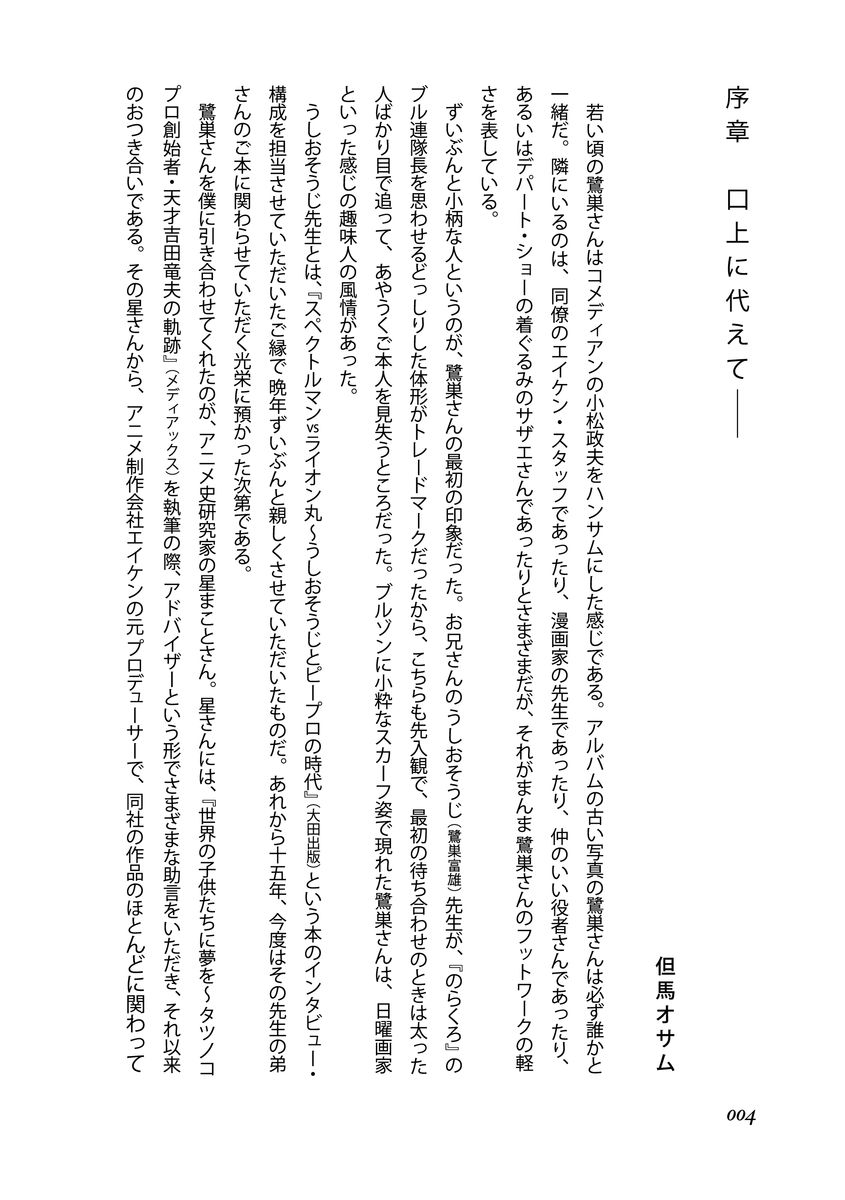 序章　口上に代えて――
但馬オサム
若い頃の鷺巣さんはコメディアンの小松政夫をハンサムにした感じである。アルバムの古い写真の鷺巣さんは必ず誰かと
一緒だ。隣にいるのは、同僚のエイケン・スタッフであったり、漫画家の先生であったり、仲のいい役者さんであったり、
あるいはデパート・ショーの着ぐるみのサザエさんであったりとさまざまだが、それがまんま鷺巣さんのフットワークの軽
さを表している。
ずいぶんと小柄な人というのが、鷺巣さんの最初の印象だった。お兄さんのうしおそうじ（鷺巣富雄）先生が、『のらくろ』の
ブル連隊長を思わせるどっしりした体形がトレードマークだったから、こちらも先入観で、最初の待ち合わせのときは太った
人ばかり目で追って、あやうくご本人を見失うところだった。ブルゾンに小粋なスカーフ姿で現れた鷺巣さんは、日曜画家
といった感じの趣味人の風情があった。
うしおそうじ先生とは、『スペクトルマンvsライオン丸～うしおそうじとピープロの時代』（大田出版）という本のインタビュー・
構成を担当させていただいたご縁で晩年ずいぶんと親しくさせていただいたものだ。あれから十五年、今度はその先生の弟
さんのご本に関わらせていただく光栄に預かった次第である。
鷺巣さんを僕に引き合わせてくれたのが、アニメ史研究家の星まことさん。星さんには、『世界の子供たちに夢を～タツノコ
プロ創始者・天才吉田竜夫の軌跡』（メディアックス）を執筆の際、アドバイザーという形でさまざまな助言をいただき、それ以来
のおつき合いである。その星さんから、アニメ制作会社エイケンの元プロデューサーで、同社の作品のほとんどに関わって
004